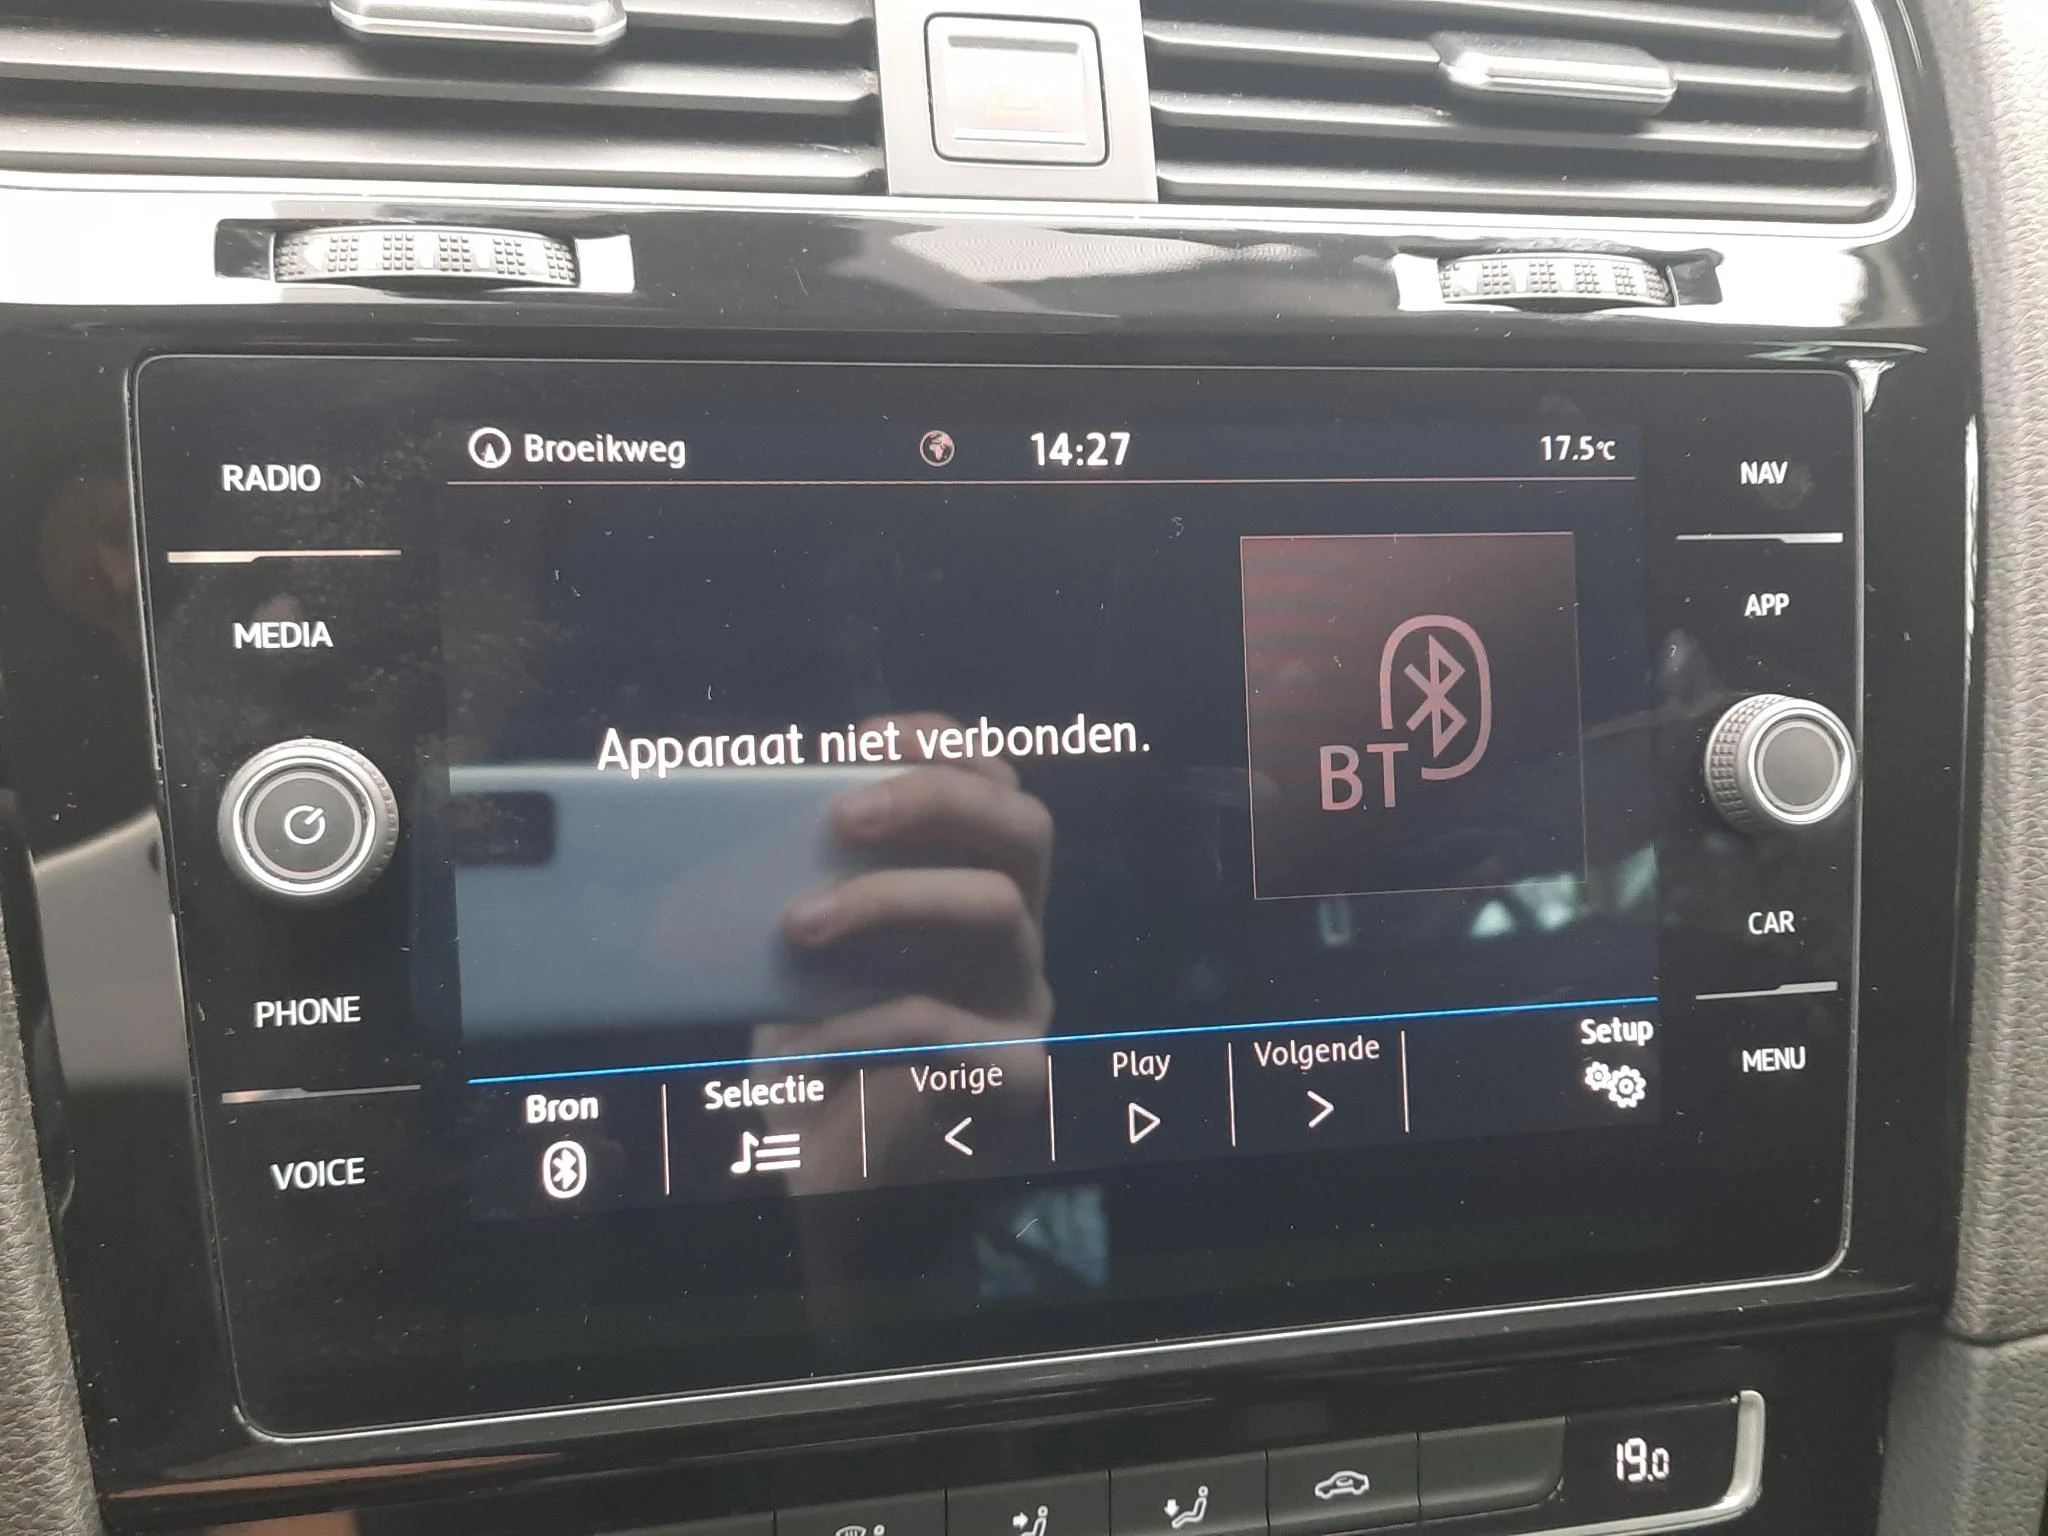 Broeikweg
14:27
17.5°C
RADIO
MEDIA
PHONE
VOICE
Apparaat niet verbonden.
BT
NAV
APP
CAR
MENU
Bron
Selectie
Vorige
Play
Volgende
Setup
19.0